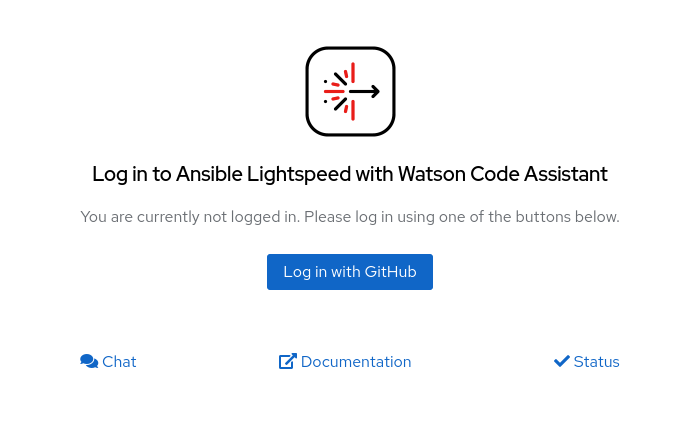 Log in to Ansible Lightspeed with Watson Code Assistant
You are currently not logged in. Please log in using one of the buttons below.
Log in with GitHub
Chat
Documentation
Status